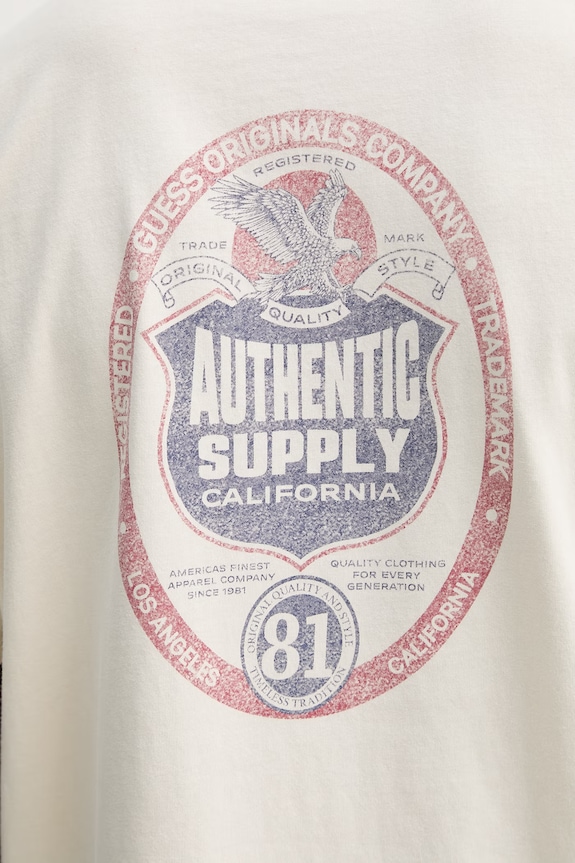 GUESS ORIGINALS COMPANY
REGISTERED
TRADE MARK
ORIGINAL STYLE
QUALITY
TRADEMARK
AUTHENTIC
SUPPLY
CALIFORNIA
AMERICAS FINEST
APPAREL COMPANY
SINCE 1981
QUALITY CLOTHING
FOR EVERY
GENERATION
ORIGINAL QUALITY AND STYLE
81
TIMELESS TRADITION
LOS ANGELES
CALIFORNIA